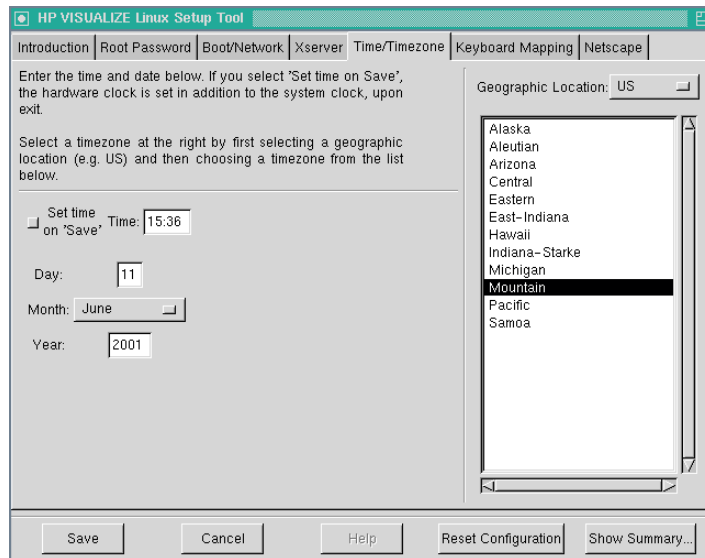 HP VISUALIZE Linux Setup Tool
Introduction Root Password Boot/Network Xserver Time/Timezone Keyboard Mapping Netscape
Enter the time and date below. If you select 'Set time on Save',
the hardware clock is set in addition to the system clock, upon
exit.
Select a timezone at the right by first selecting a geographic
location (e.g. US) and then choosing a timezone from the list
below.
Set time
on 'Save'
Time: 15:36
Day: 11
Month: June
Year: 2001
Geographic Location: US
Alaska
Aleutian
Arizona
Central
Eastern
East-Indiana
Hawaii
Indiana-Starke
Michigan
Mountain
Pacific
Samoa
Save Cancel Help Reset Configuration Show Summary...